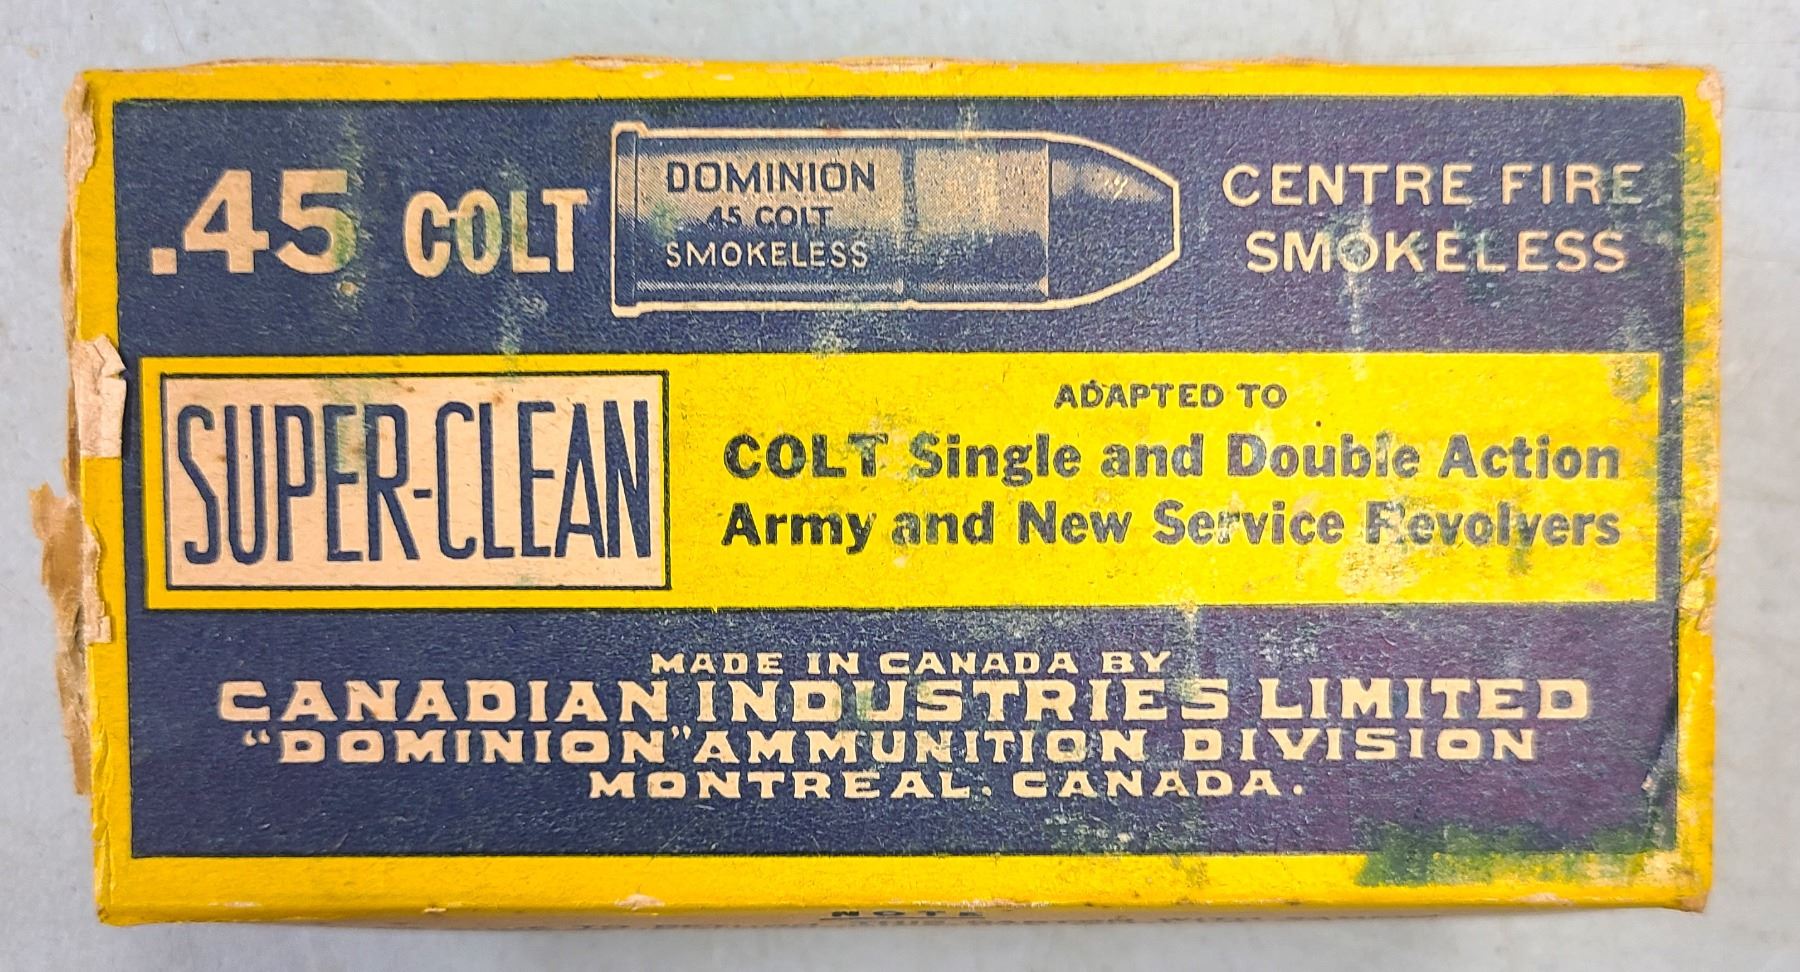 .45 COLT
DOMINION
45 COLT
SMOKELESS
CENTRE FIRE
SMOKELESS
SUPER-CLEAN
ADAPTED TO
COLT Single and Double Action
Army and New Service Revolvers
MADE IN CANADA BY
CANADIAN INDUSTRIES LIMITED
"DOMINION" AMMUNITION DIVISION
MONTREAL. CANADA.
NOTE